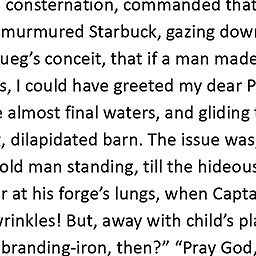 consternation, commanded that
murmured Starbuck, gazing dow
ueg’s conceit, that if a man made
s, I could have greeted my dear P
almost final waters, and gliding
, dilapidated barn. The issue was,
old man standing, till the hideous
r at his forge’s lungs, when Capta
wrinkles! But, away with child’s pla
branding-iron, then?” “Pray God,